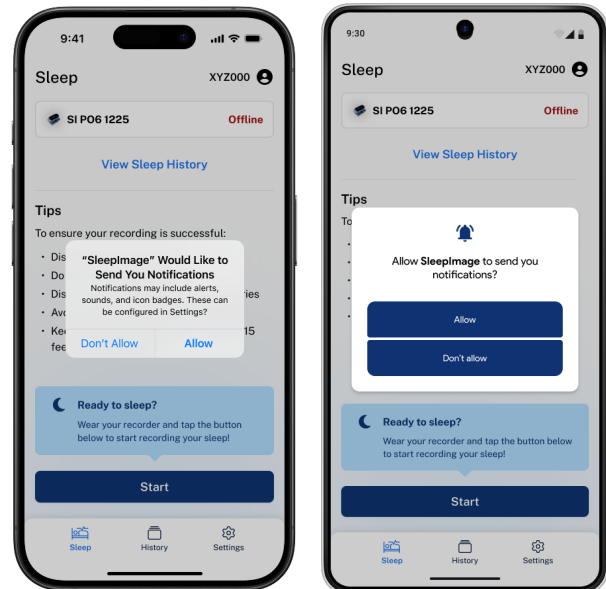 9:41
Sleep
XYZ000
SI PO6 1225
Offline
View Sleep History
Tips
To ensure your recording is successful:
• Dis
• Do
• Dis ries
• Avo
• Kee 15
fee
"SleepImage" Would Like to
Send You Notifications
Notifications may include alerts,
sounds, and icon badges. These can
be configured in Settings?
Don't Allow
Allow
Ready to sleep?
Wear your recorder and tap the button
below to start recording your sleep!
Start
Sleep
History
Settings
9:30
Sleep
XYZ000
SI PO6 1225
Offline
View Sleep History
Tips
To
Allow SleepImage to send you
notifications?
Allow
Don't allow
Ready to sleep?
Wear your recorder and tap the button below
to start recording your sleep!
Start
Sleep
History
Settings